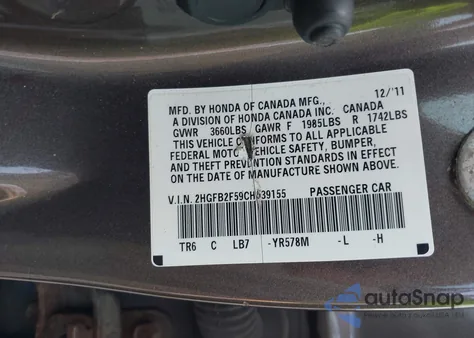 12/'11
MFD. BY HONDA OF CANADA MFG.,
A DIVISION OF HONDA CANADA INC. CANADA
GVWR 3660LBS GAWR F 1985LBS R 1742LBS
THIS VEHICLE CONFORMS TO ALL APPLICABLE
FEDERAL MOTOR VEHICLE SAFETY, BUMPER,
AND THEFT PREVENTION STANDARDS IN EFFECT
ON THE DATE OF MANUFACTURE SHOWN ABOVE.
V.I.N. 2HGFB2F59CH539155 PASSENGER CAR
TR6 C LB7 -YR578M -L -H
autoSnap